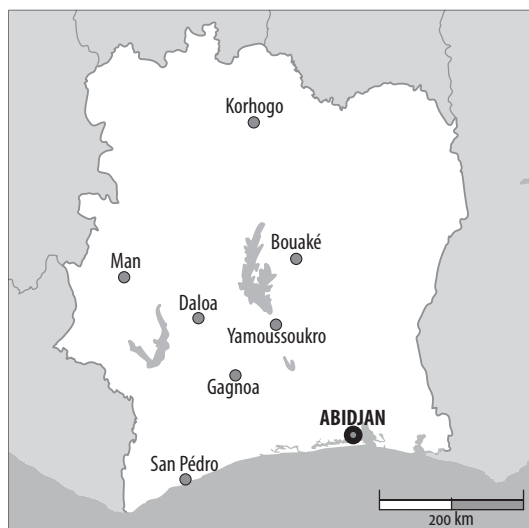 Korhogo
Bouaké
Man
Daloa
Yamoussoukro
Gagnoa
ABIDJAN
San Pédro
200 km